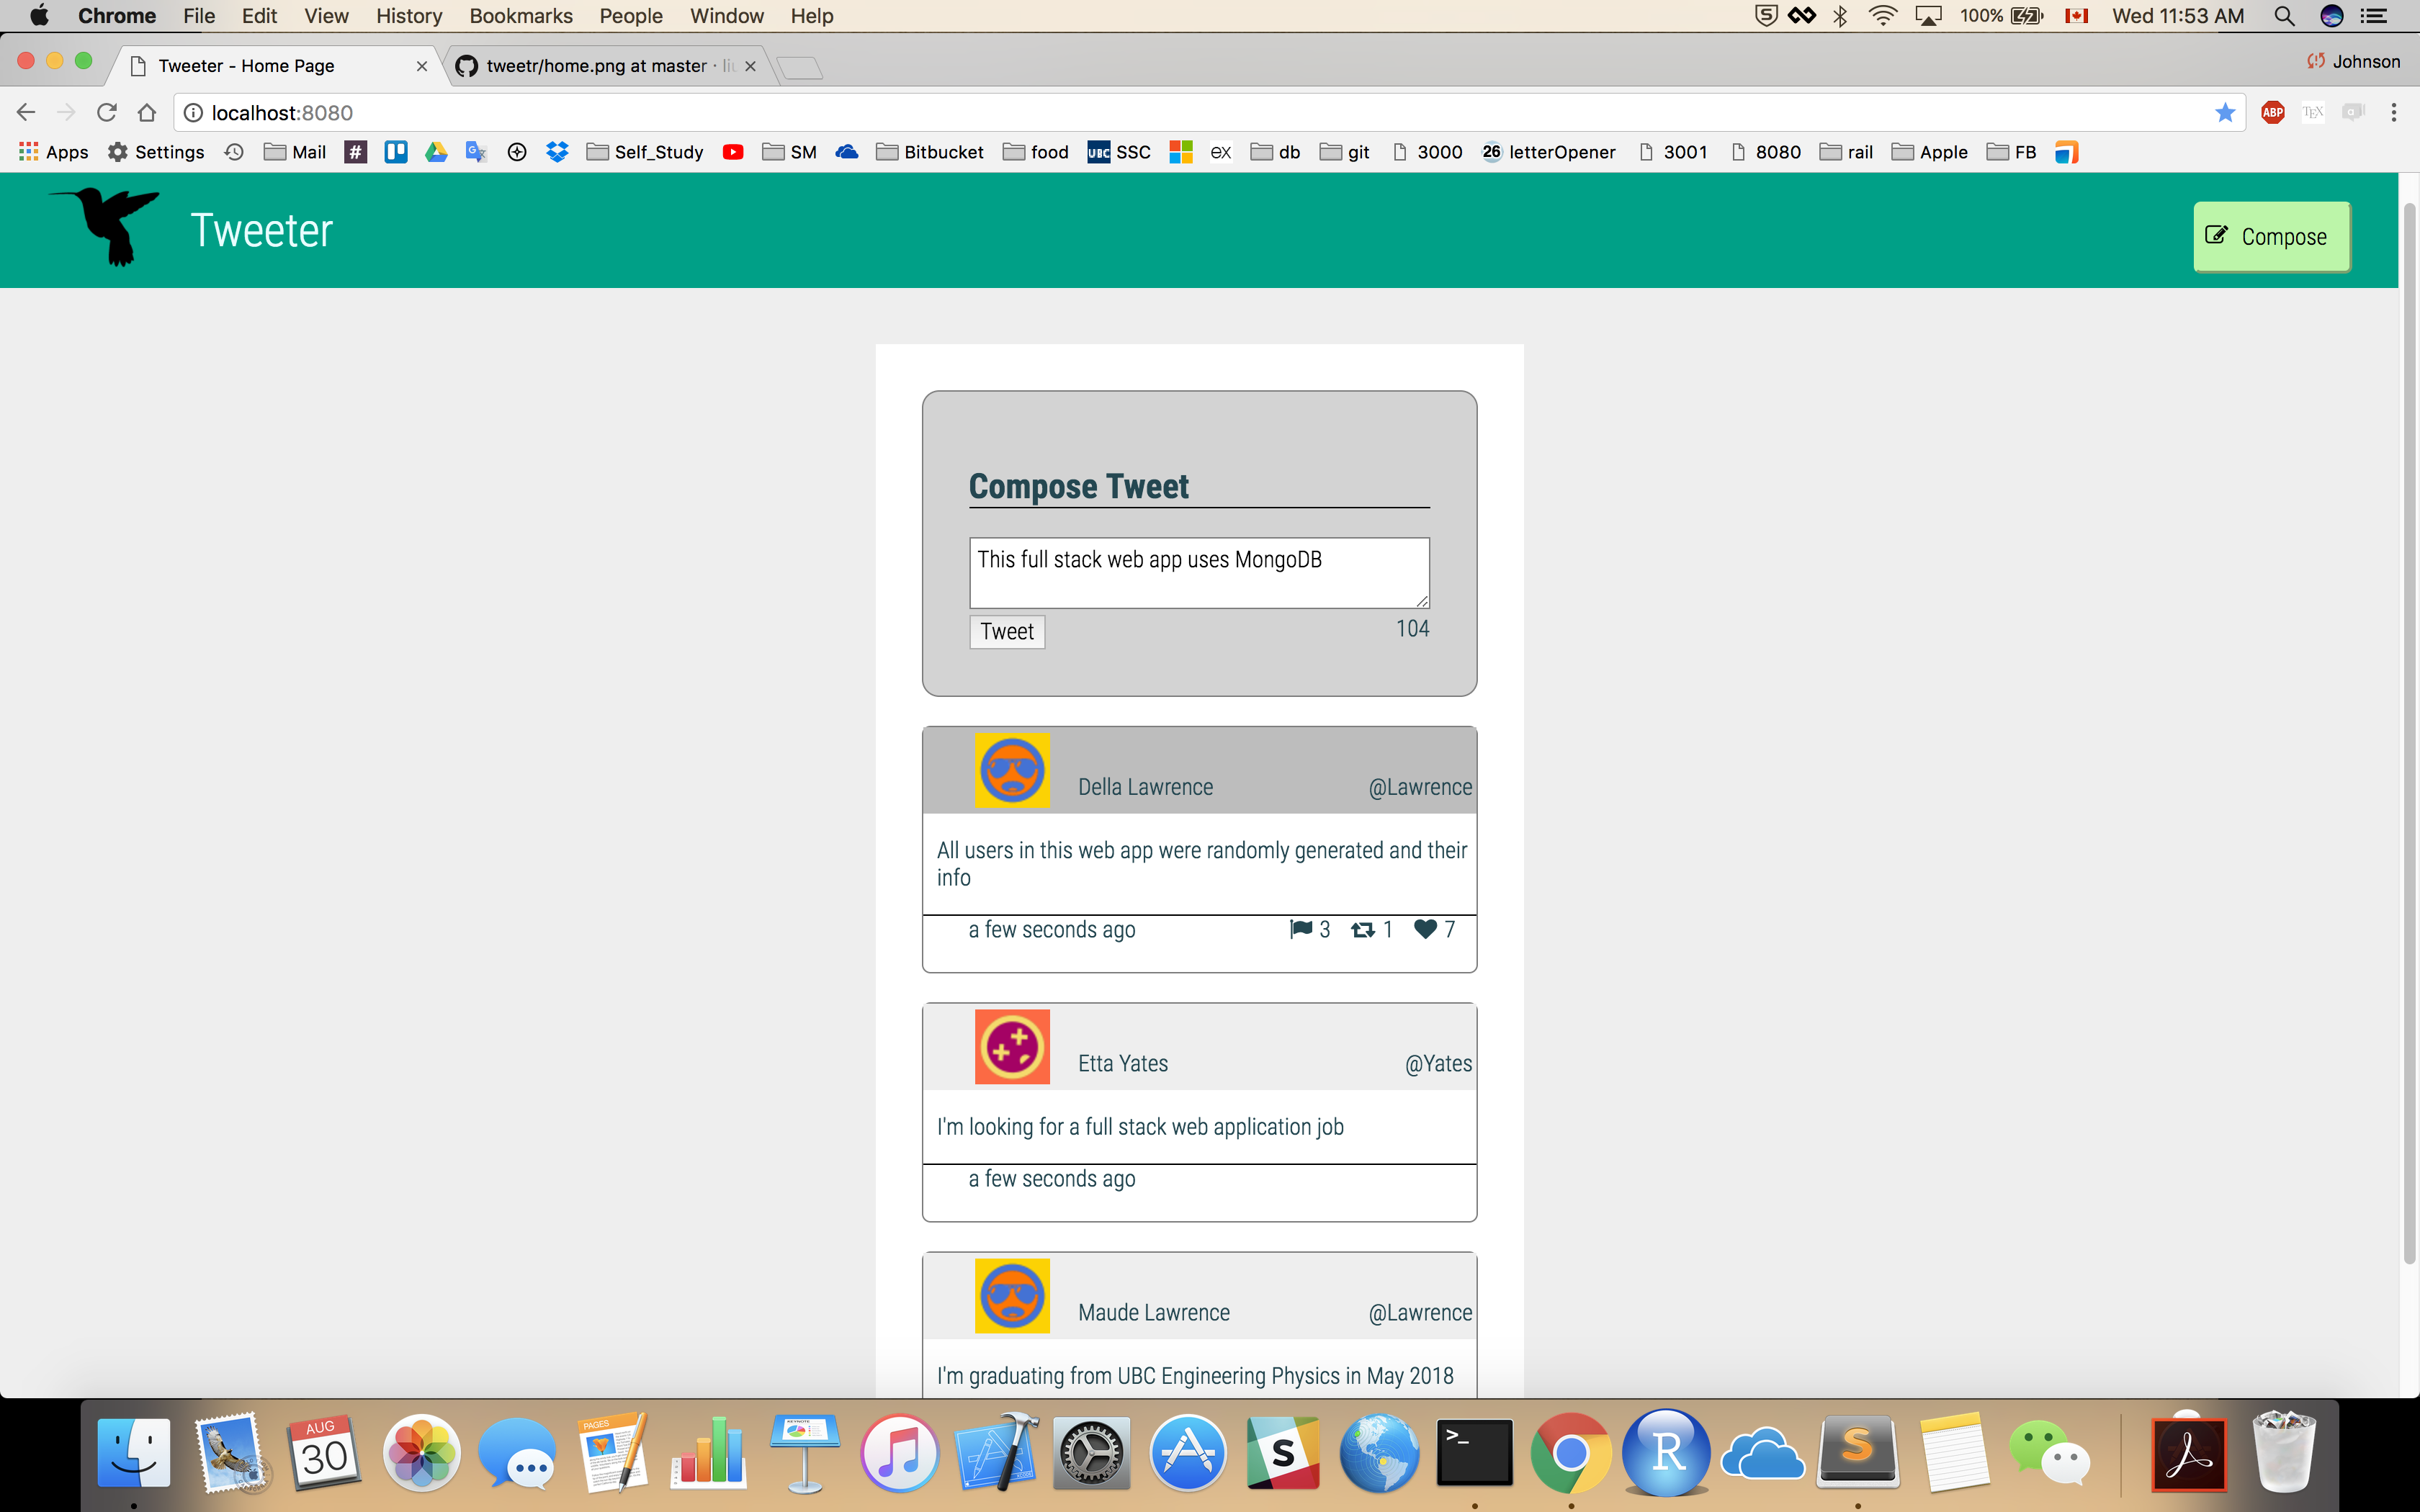 Chrome File Edit View History Bookmarks People Window Help 100% Wed 11:53 AM
Tweeter - Home Page tweetr/home.png at master · Johnson
localhost:8080 ABP TEX
Apps Settings Mail # Self_Study SM Bitbucket food UBC SSC ex db git 3000 26 letterOpener 3001 8080 rail Apple FB
Tweeter Compose
Compose Tweet
This full stack web app uses MongoDB
Tweet 104
Della Lawrence @Lawrence
All users in this web app were randomly generated and their
info
a few seconds ago 3 1 7
Etta Yates @Yates
I'm looking for a full stack web application job
a few seconds ago
Maude Lawrence @Lawrence
I'm graduating from UBC Engineering Physics in May 2018
AUG
30
PAGES
KEYNOTE
S
>_
R
S